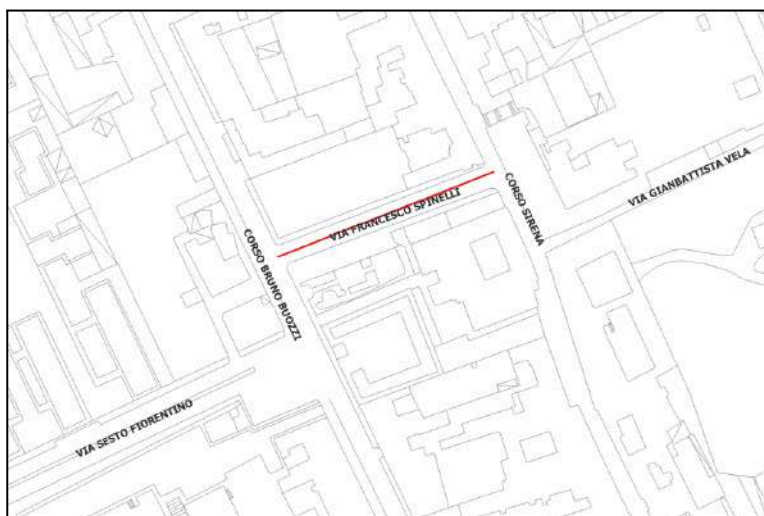 VIA GIANBATTISTA VELA
VIA FRANCESCO SPINELLI
CORSO SIRENA
CORSO BRUNO BUOZZI
VIA SESTO FIORENTINO